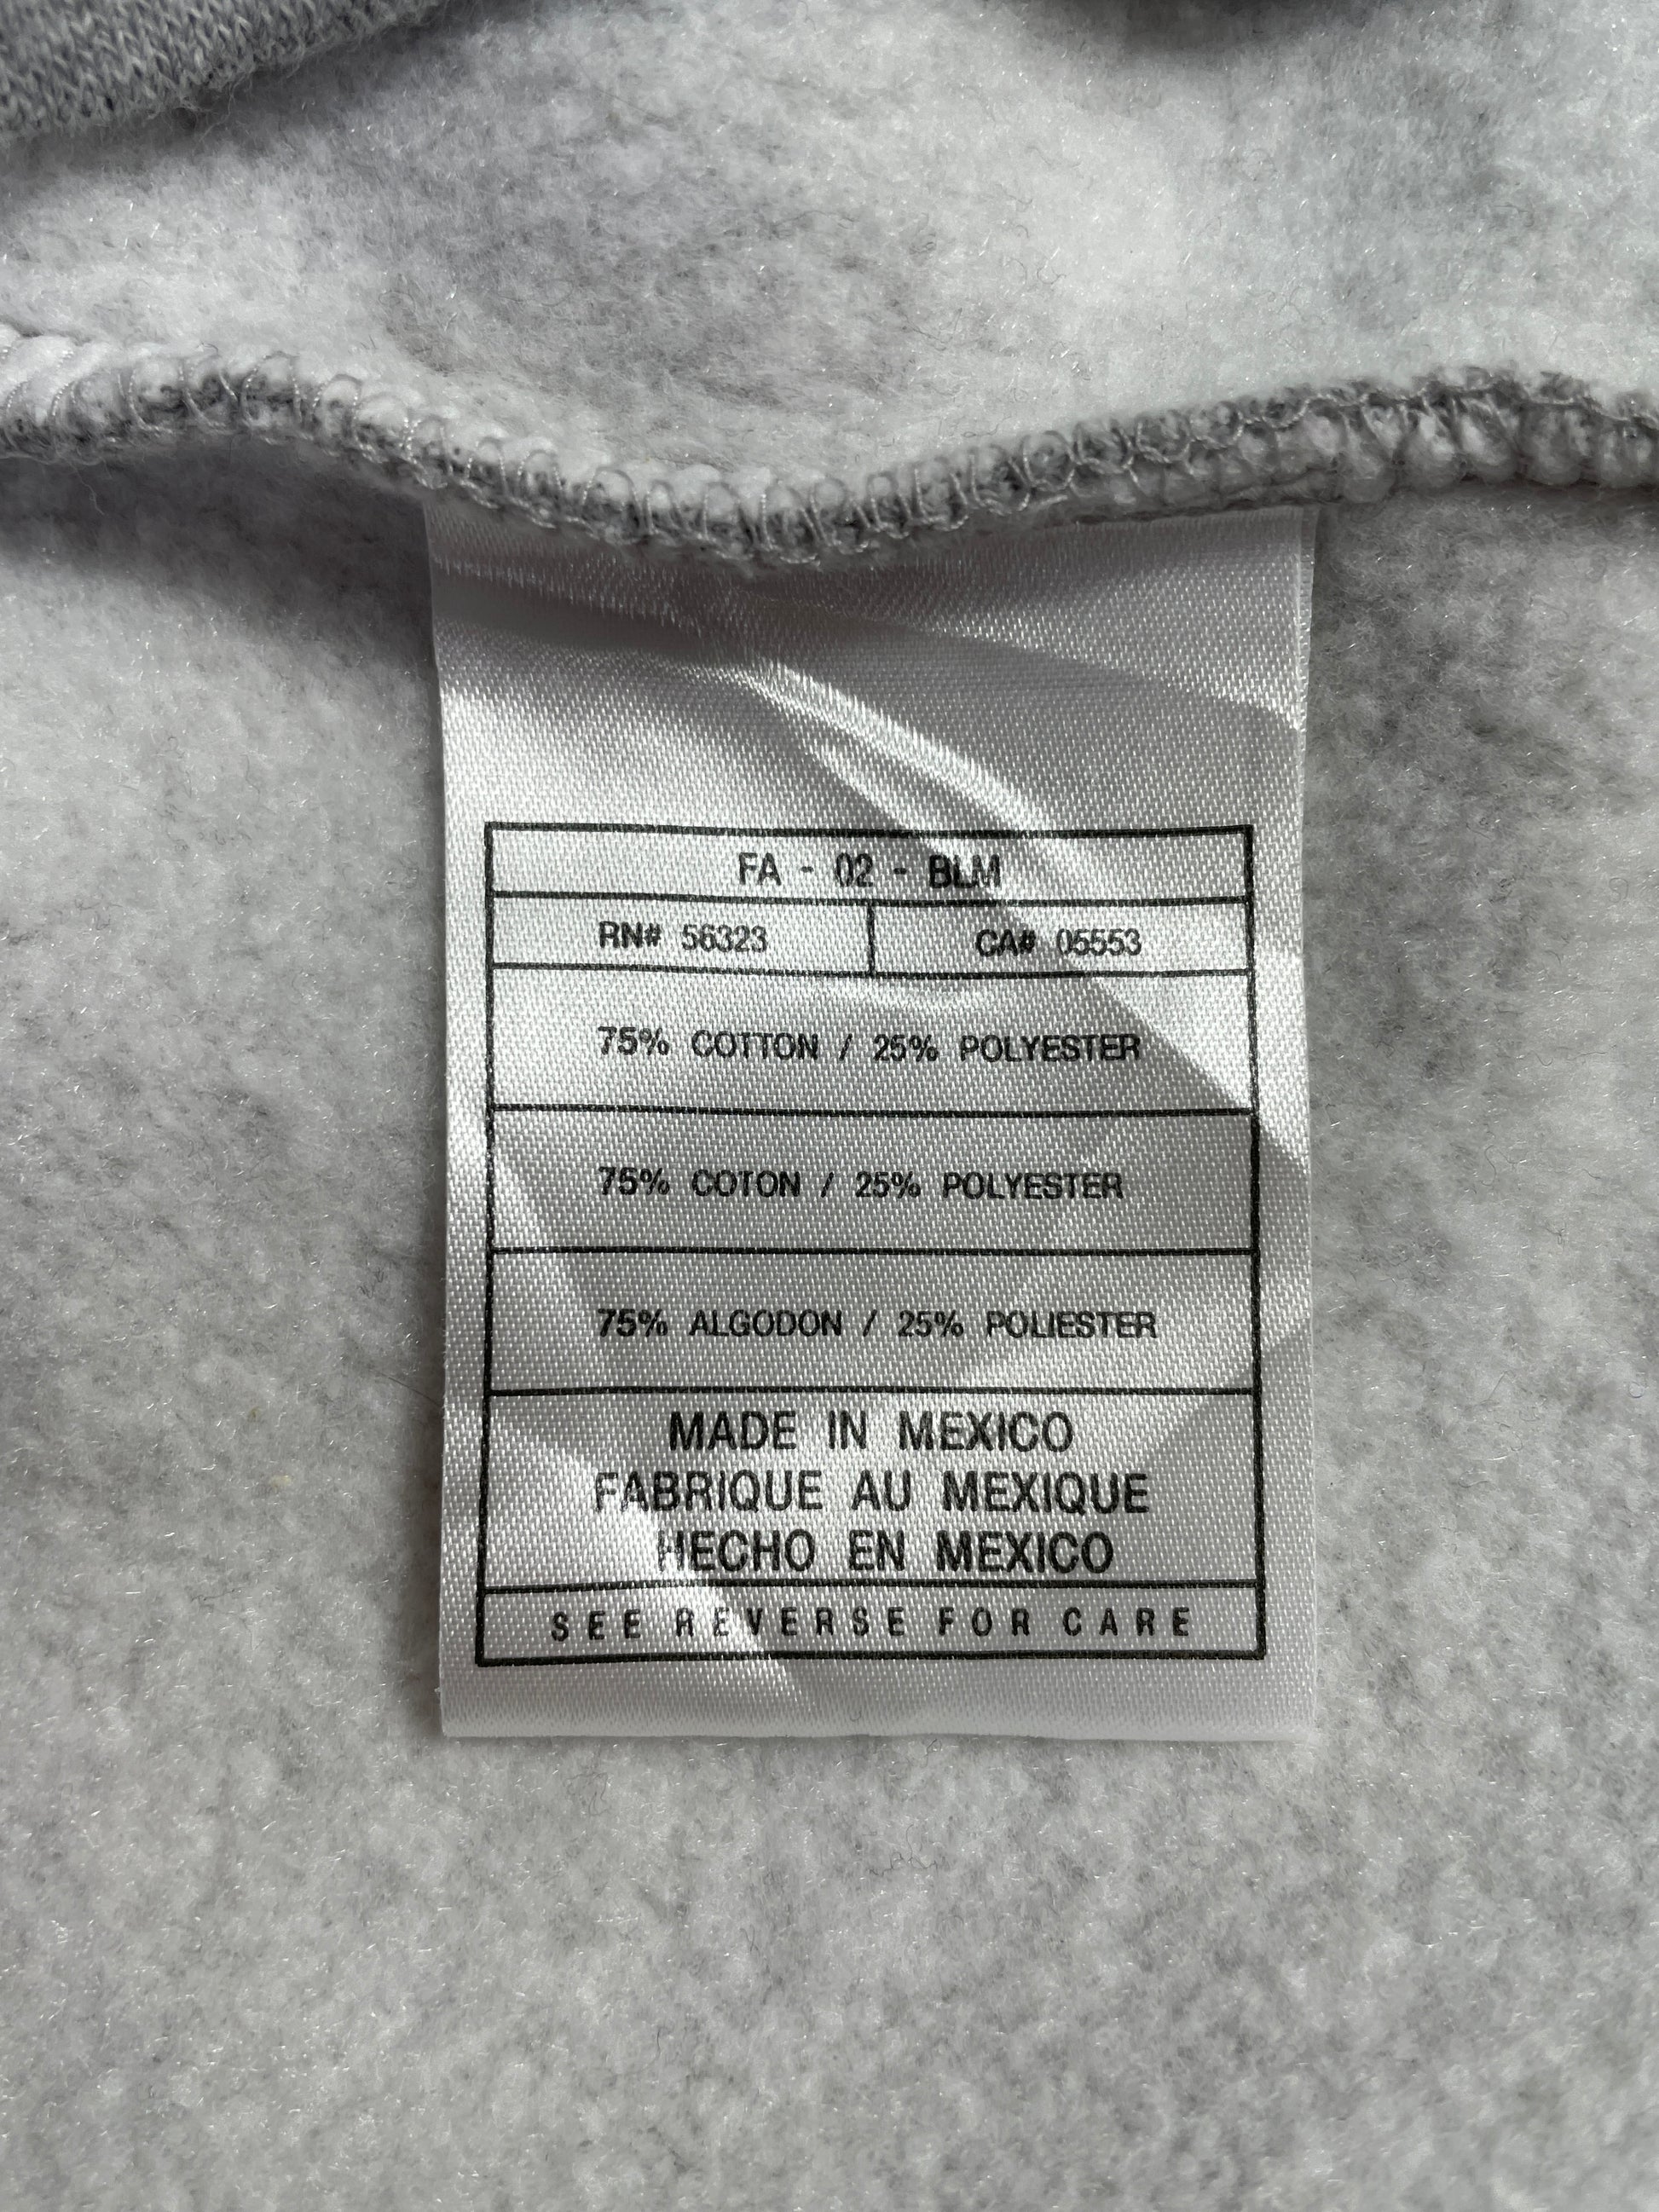 FA - 02 - BLM
RN# 56323 CA# 05553
75% COTTON / 25% POLYESTER
75% COTON / 25% POLYESTER
75% ALGODON / 25% POLIESTER
MADE IN MEXICO
FABRIQUE AU MEXIQUE
HECHO EN MEXICO
SEE REVERSE FOR CARE